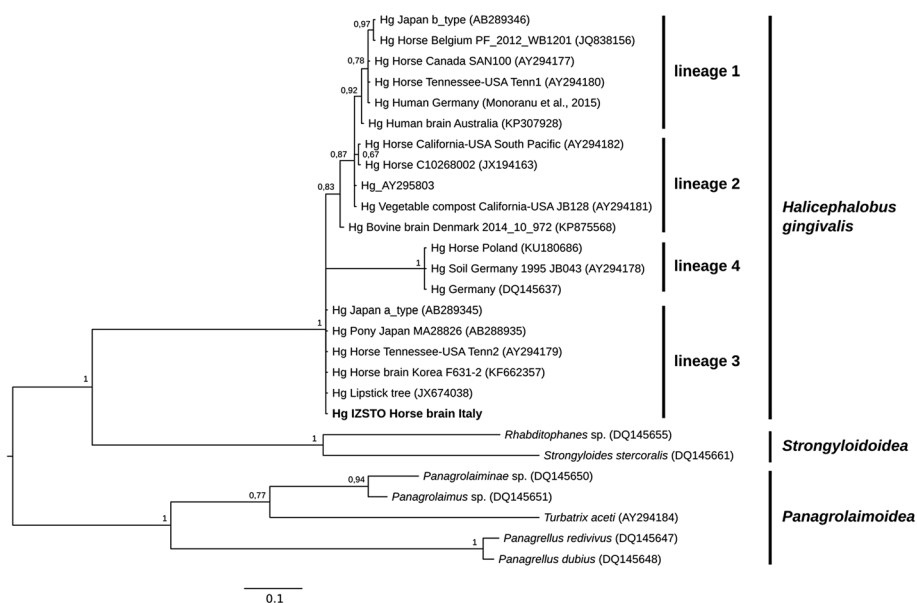 0,97
Hg Japan b_type (AB289346)
Hg Horse Belgium PF_2012_WB1201 (JQ838156)
0,78
Hg Horse Canada SAN100 (AY294177)
lineage 1
Hg Horse Tennessee-USA Tenn1 (AY294180)
0,92
Hg Human Germany (Monoranu et al., 2015)
Hg Human brain Australia (KP307928)
Hg Horse California-USA South Pacific (AY294182)
0,87
0,67
Hg Horse C10268002 (JX194163)
0,83
Hg_AY295803
lineage 2
Hg Vegetable compost California-USA JB128 (AY294181)
Hg Bovine brain Denmark 2014_10_972 (KP875568)
Halicephalobus
gingivalis
Hg Horse Poland (KU180686)
1
Hg Soil Germany 1995 JB043 (AY294178)
lineage 4
Hg Germany (DQ145637)
Hg Japan a_type (AB289345)
1
Hg Pony Japan MA28826 (AB288935)
Hg Horse Tennessee-USA Tenn2 (AY294179)
lineage 3
Hg Horse brain Korea F631-2 (KF662357)
1
Hg Lipstick tree (JX674038)
Hg IZSTO Horse brain Italy
Rhabditophanes sp. (DQ145655)
1
Strongyloidoidea
Strongyloides stercoralis (DQ145661)
Panagrolaiminae sp. (DQ145650)
0,94
0,77
Panagrolaimus sp. (DQ145651)
1
Turbatrix aceti (AY294184)
Panagrolaimoidea
Panagrellus redivivus (DQ145647)
1
Panagrellus dubius (DQ145648)
0.1